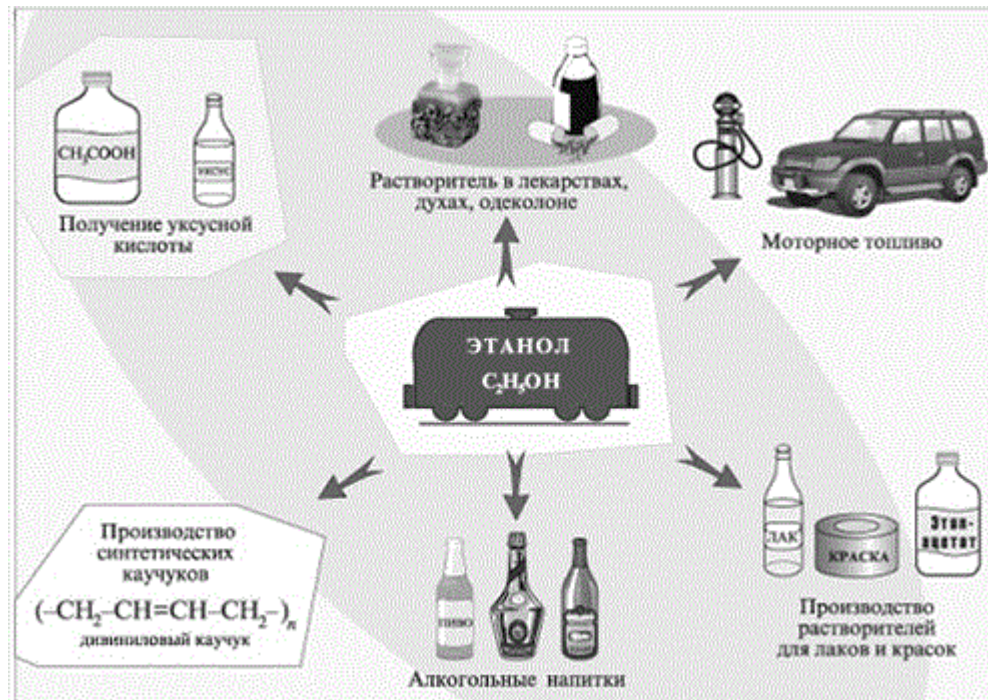 CH₃COOH
УКСУС
Получение уксусной
кислоты
Растворитель в лекарствах,
духах, одеколоне
Моторное топливо
ЭТАНОЛ
C₂H₅OH
Производство
синтетических
каучуков
(–CH₂–CH=CH–CH₂–)ₙ
дивиниловый каучук
ПИВО
Алкогольные напитки
ЛАК
КРАСКА
Этил-
ацетат
Производство
растворителей
для лаков и красок